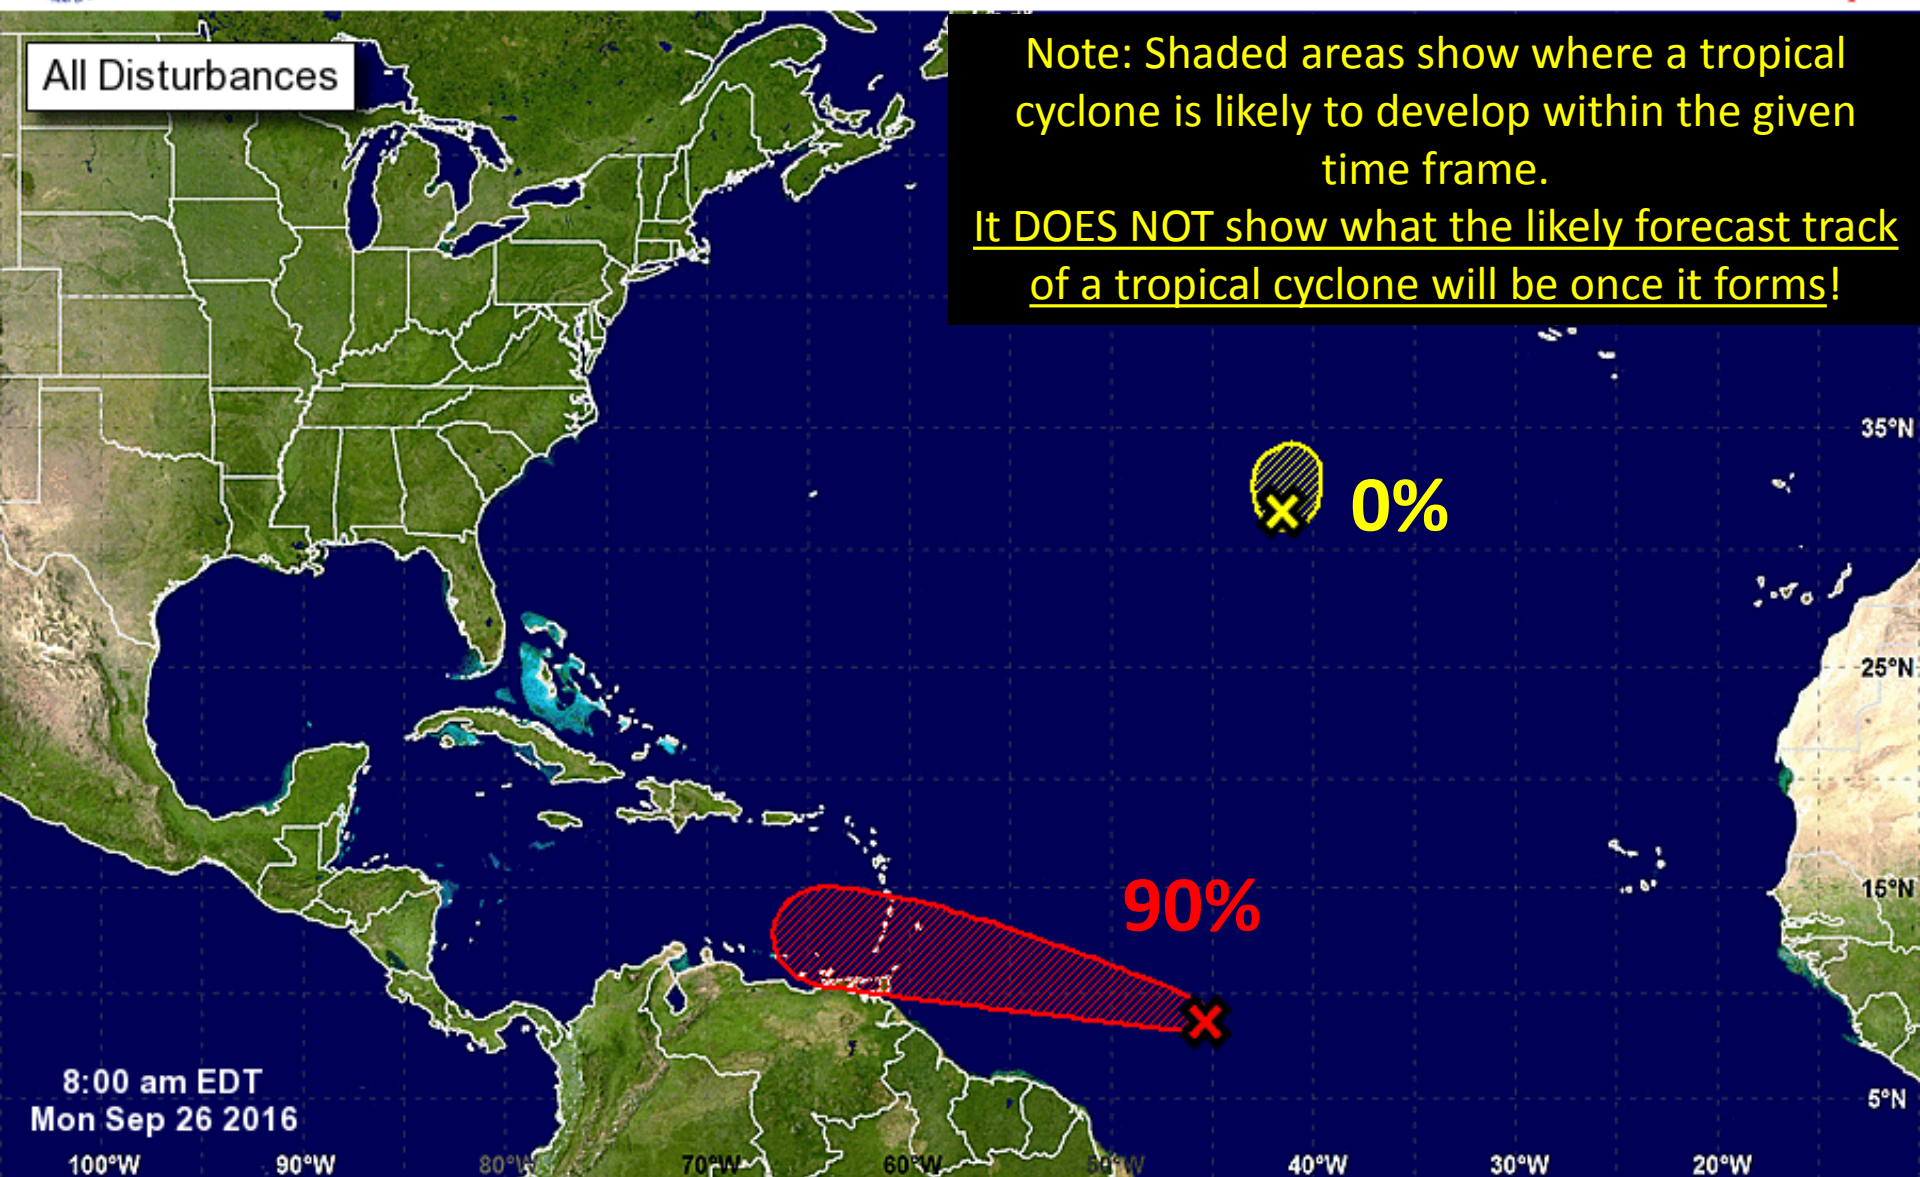 All Disturbances
Note: Shaded areas show where a tropical
cyclone is likely to develop within the given
time frame.
It DOES NOT show what the likely forecast track
of a tropical cyclone will be once it forms!
35°N
0%
25°N
90%
15°N
8:00 am EDT
Mon Sep 26 2016
5°N
100°W 90°W 80°W 70°W 60°W 50°W 40°W 30°W 20°W